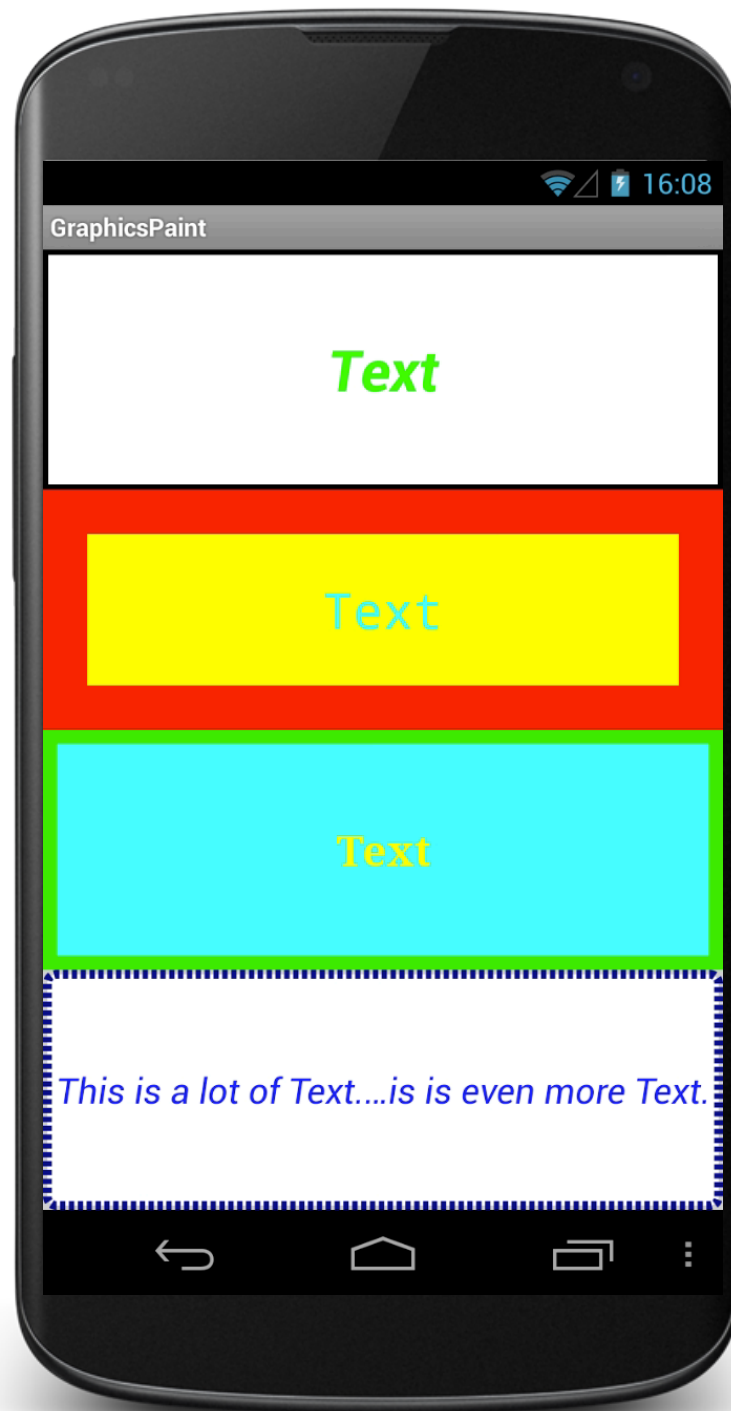 16:08
GraphicsPaint
Text
Text
Text
This is a lot of Text.…is is even more Text.